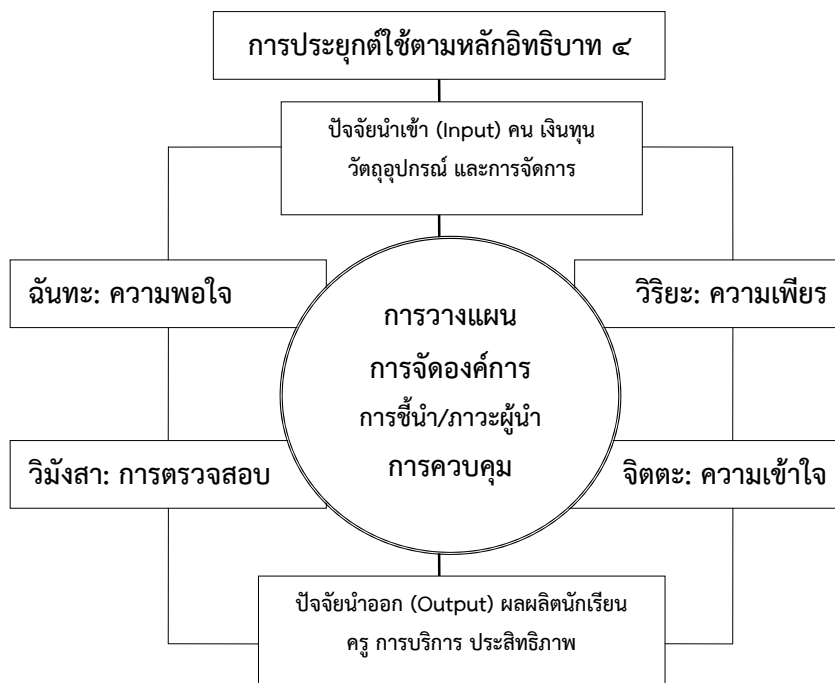 การประยุกต์ใช้ตามหลักอิทธิบาท ๔
ปัจจัยนำเข้า (Input) คน เงินทุน
วัตถุอุปกรณ์ และการจัดการ
ฉันทะ: ความพอใจ
วิริยะ: ความเพียร
การวางแผน
การจัดองค์การ
การชี้นำ/ภาวะผู้นำ
การควบคุม
วิมังสา: การตรวจสอบ
จิตตะ: ความเข้าใจ
ปัจจัยนำออก (Output) ผลผลิตนักเรียน
ครู การบริการ ประสิทธิภาพ